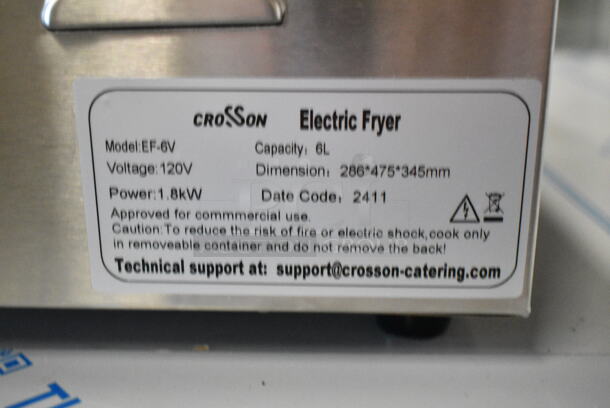 CROSSON Electric Fryer
Model:EF-6V Capacity: 6L
Voltage:120V Dimension: 286*475*345mm
Power:1.8kW Date Code: 2411
Approved for commmercial use.
Caution:To reduce the risk of fire or electric shock,cook only
in removeable container and do not remove the back!
Technical support at: support@crosson-catering.com